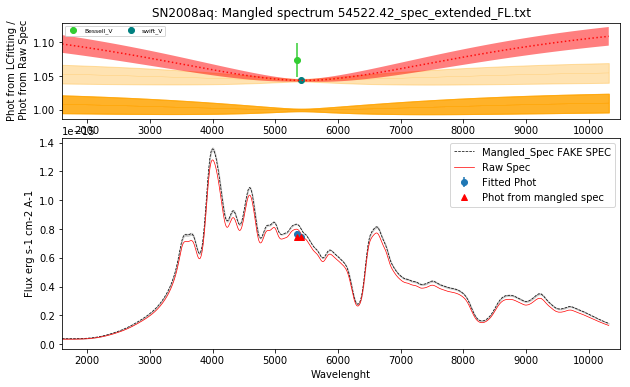 SN2008aq: Mangled spectrum 54522.42_spec_extended_FL.txt
Phot from LCfitting /
Phot from Raw Spec
Bessell_V
swift_V
1.10
1.05
1.00
2000 3000 4000 5000 6000 7000 8000 9000 10000
Flux erg s-1 cm-2 A-1
1.4
1.2
1.0
0.8
0.6
0.4
0.2
0.0
Mangled_Spec FAKE SPEC
Raw Spec
Fitted Phot
Phot from mangled spec
2000 3000 4000 5000 6000 7000 8000 9000 10000
Wavelenght